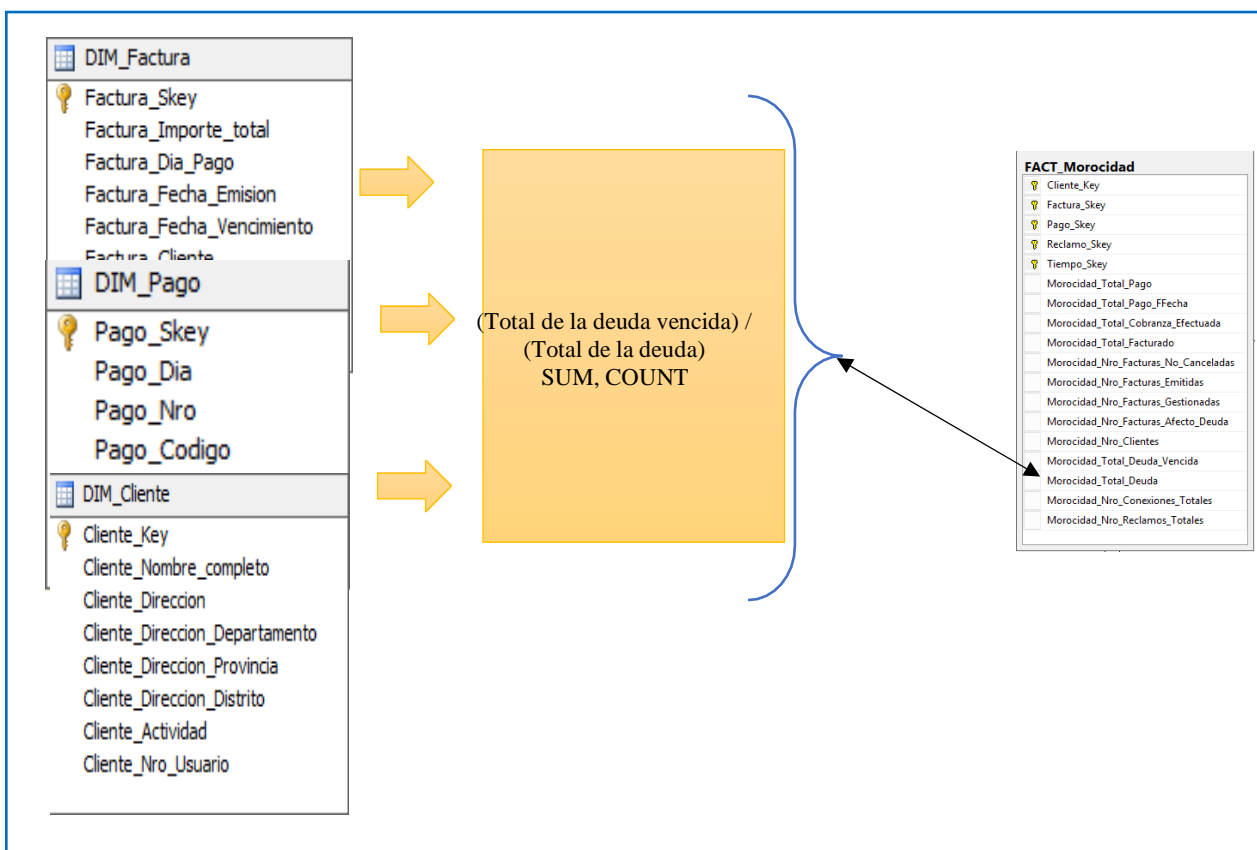 DIM_Factura
Factura_Skey
Factura_Importe_total
Factura_Dia_Pago
Factura_Fecha_Emision
Factura_Fecha_Vencimiento
Factura_Cliente
DIM_Pago
Pago_Skey
Pago_Dia
Pago_Nro
Pago_Codigo
DIM_Cliente
Cliente_Key
Cliente_Nombre_completo
Cliente_Direccion
Cliente_Direccion_Departamento
Cliente_Direccion_Provincia
Cliente_Direccion_Distrito
Cliente_Actividad
Cliente_Nro_Usuario
(Total de la deuda vencida) /
(Total de la deuda)
SUM, COUNT
FACT_Morocidad
Cliente_Key
Factura_Skey
Pago_Skey
Reclamo_Skey
Tiempo_Skey
Morocidad_Total_Pago
Morocidad_Total_Pago_FFecha
Morocidad_Total_Cobranza_Efectuada
Morocidad_Total_Facturado
Morocidad_Nro_Facturas_No_Canceladas
Morocidad_Nro_Facturas_Emitidas
Morocidad_Nro_Facturas_Gestionadas
Morocidad_Nro_Facturas_Afecto_Deuda
Morocidad_Nro_Clientes
Morocidad_Total_Deuda_Vencida
Morocidad_Total_Deuda
Morocidad_Nro_Conexiones_Totales
Morocidad_Nro_Reclamos_Totales